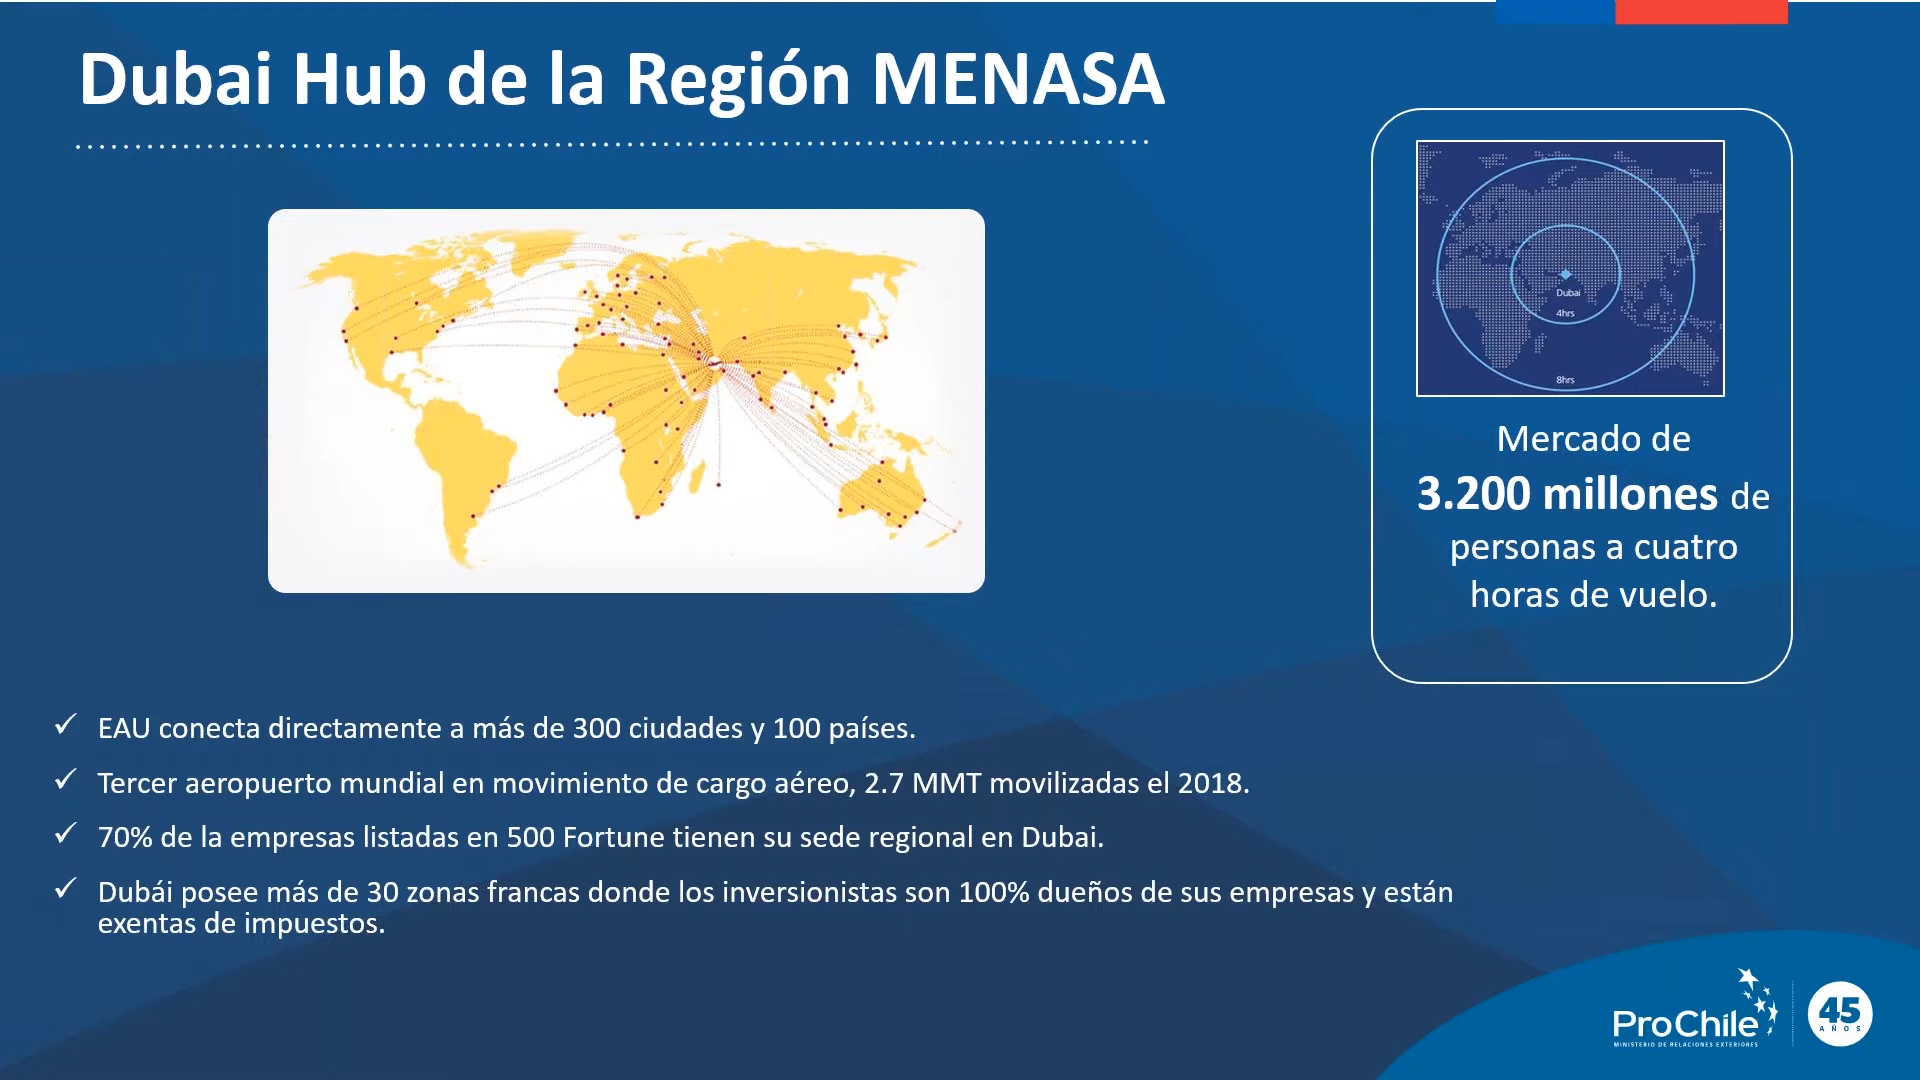 Dubai Hub de la Región MENASA
Dubai
4hrs
8hrs
Mercado de
3.200 millones de
personas a cuatro
horas de vuelo.
✓ EAU conecta directamente a más de 300 ciudades y 100 países.
✓ Tercer aeropuerto mundial en movimiento de cargo aéreo, 2.7 MMT movilizadas el 2018.
✓ 70% de la empresas listadas en 500 Fortune tienen su sede regional en Dubai.
✓ Dubái posee más de 30 zonas francas donde los inversionistas son 100% dueños de sus empresas y están
exentas de impuestos.
ProChile
MINISTERIO DE RELACIONES EXTERIORES
45
AÑOS